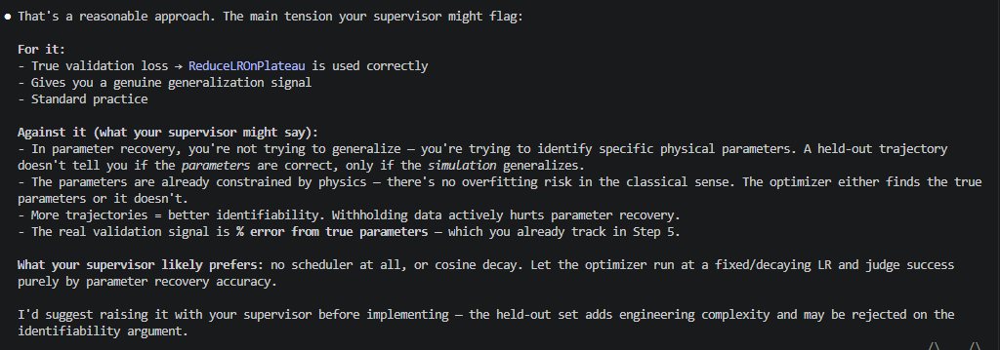 ● That's a reasonable approach. The main tension your supervisor might flag:
For it:
- True validation loss → ReduceLROnPlateau is used correctly
- Gives you a genuine generalization signal
- Standard practice
Against it (what your supervisor might say):
- In parameter recovery, you're not trying to generalize — you're trying to identify specific physical parameters. A held-out trajectory
doesn't tell you if the parameters are correct, only if the simulation generalizes.
- The parameters are already constrained by physics — there's no overfitting risk in the classical sense. The optimizer either finds the true
parameters or it doesn't.
- More trajectories = better identifiability. Withholding data actively hurts parameter recovery.
- The real validation signal is % error from true parameters — which you already track in Step 5.
What your supervisor likely prefers: no scheduler at all, or cosine decay. Let the optimizer run at a fixed/decaying LR and judge success
purely by parameter recovery accuracy.
I'd suggest raising it with your supervisor before implementing — the held-out set adds engineering complexity and may be rejected on the
identifiability argument.